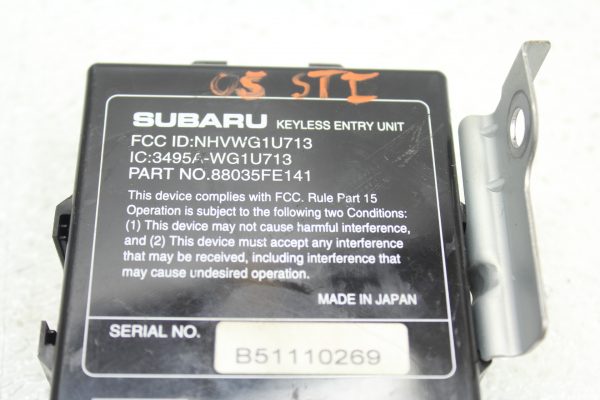 05 STI
SUBARU KEYLESS ENTRY UNIT
FCC ID:NHVWG1U713
IC:3495A-WG1U713
PART NO.88035FE141
This device complies with FCC. Rule Part 15
Operation is subject to the following two Conditions:
(1) This device may not cause harmful interference,
and (2) This device must accept any interference
that may be received, including interference that
may cause undesired operation.
MADE IN JAPAN
SERIAL NO.
B51110269